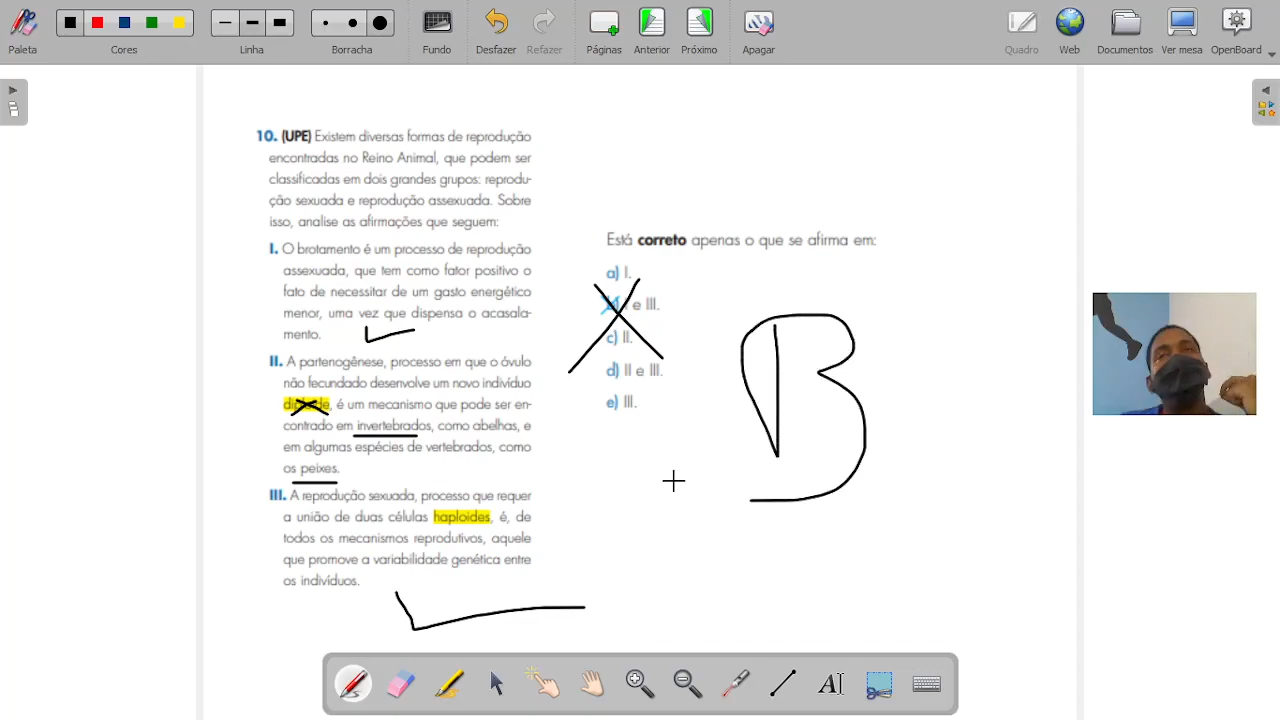 Paleta
Cores
Linha
Borracha
Fundo
Desfazer
Refazer
Páginas
Anterior
Próximo
Apagar
Quadro
Web
Documentos
Ver mesa
OpenBoard
10. (UPE) Existem diversas formas de reprodução
encontradas no Reino Animal, que podem ser
classificadas em dois grandes grupos: reprodu-
ção sexuada e reprodução assexuada. Sobre
isso, analise as afirmações que seguem:
I. O brotamento é um processo de reprodução
assexuada, que tem como fator positivo o
fato de necessitar de um gasto energético
menor, uma vez que dispensa o acasala-
mento.
II. A partenogênese, processo em que o óvulo
não fecundado desenvolve um novo indivíduo
diploide, é um mecanismo que pode ser en-
contrado em invertebrados, como abelhas, e
em algumas espécies de vertebrados, como
os peixes.
III. A reprodução sexuada, processo que requer
a união de duas células haploides, é, de
todos os mecanismos reprodutivos, aquele
que promove a variabilidade genética entre
os indivíduos.
Está correto apenas o que se afirma em:
a) I.
b) I e III.
c) II.
d) II e III.
e) III.
B